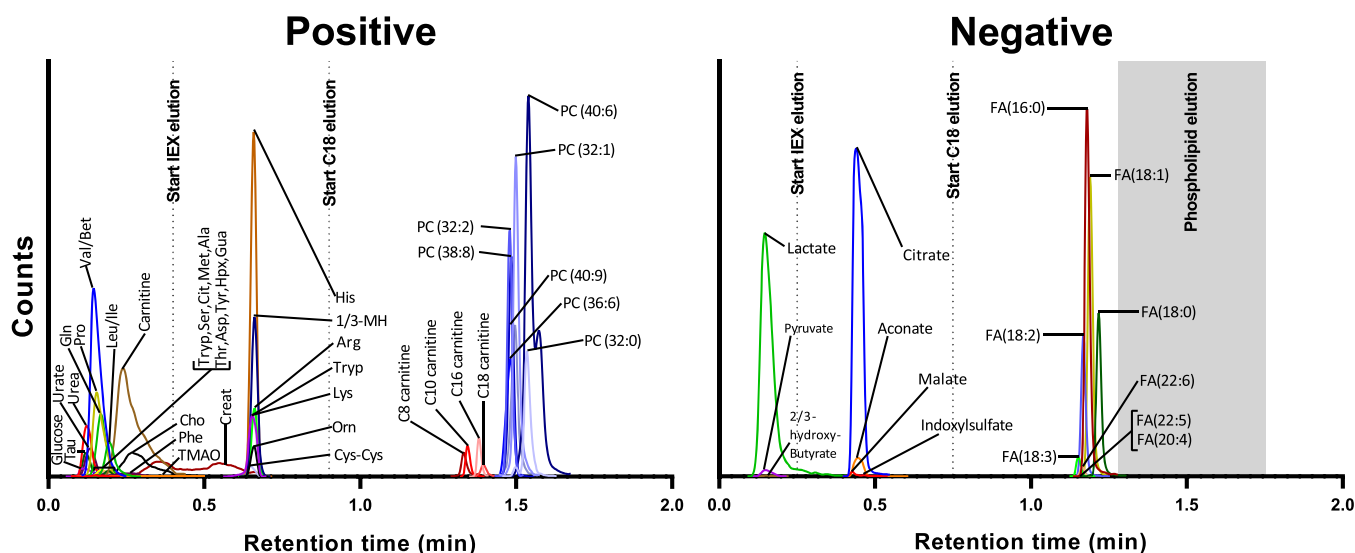 Positive
Counts
Start IEX elution
Start C18 elution
Glucose
Tau
Urate
Urea
Gln
Pro
Val/Bet
Leu/Ile
Carnitine
Tryp,Ser,Cit,Met,Ala
Thr,Asp,Tyr,Hpx,Gua
Cho
Phe
TMAO
Creat
His
1/3-MH
Arg
Tryp
Lys
Orn
Cys-Cys
C8 carnitine
C10 carnitine
C16 carnitine
C18 carnitine
PC (32:2)
PC (38:8)
PC (40:6)
PC (32:1)
PC (40:9)
PC (36:6)
PC (32:0)
0.0 0.5 1.0 1.5 2.0
Retention time (min)
Negative
Start IEX elution
Start C18 elution
Phospholipid elution
Lactate
Pyruvate
2/3-
hydroxy-
Butyrate
Citrate
Aconate
Malate
Indoxylsulfate
FA(16:0)
FA(18:1)
FA(18:2)
FA(18:0)
FA(22:6)
FA(22:5)
FA(20:4)
FA(18:3)
0.0 0.5 1.0 1.5 2.0
Retention time (min)